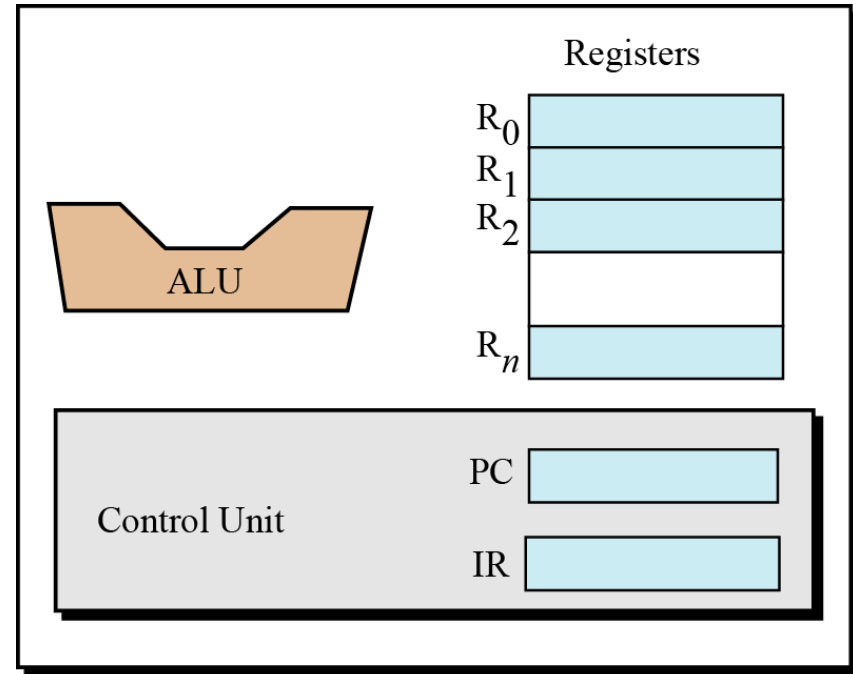 Registers
R0
R1
R2
ALU
Rn
PC
Control Unit
IR